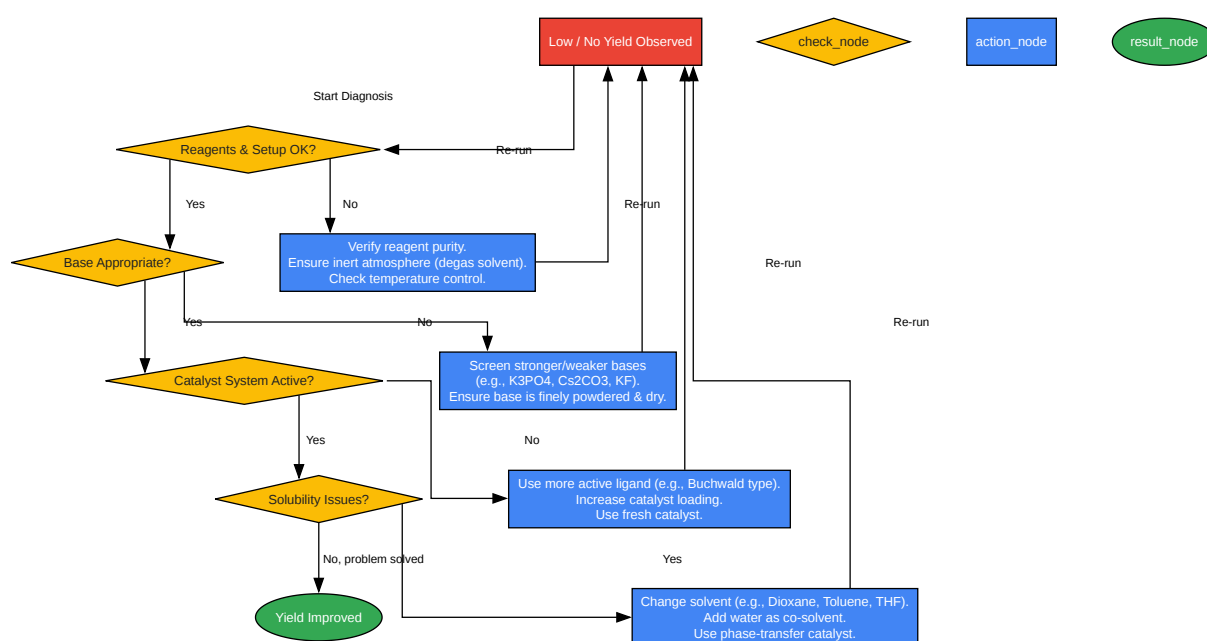 Low / No Yield Observed
check_node
action_node
result_node
Start Diagnosis
Reagents & Setup OK?
Re-run
Yes
No
Re-run
Verify reagent purity.
Ensure inert atmosphere (degas solvent).
Check temperature control.
Base Appropriate?
Re-run
Yes
No
Re-run
Screen stronger/weaker bases
(e.g., K3PO4, Cs2CO3, KF).
Ensure base is finely powdered & dry.
Catalyst System Active?
Yes
No
Use more active ligand (e.g., Buchwald type).
Increase catalyst loading.
Use fresh catalyst.
Solubility Issues?
No, problem solved
Yes
Change solvent (e.g., Dioxane, Toluene, THF).
Add water as co-solvent.
Use phase-transfer catalyst.
Yield Improved